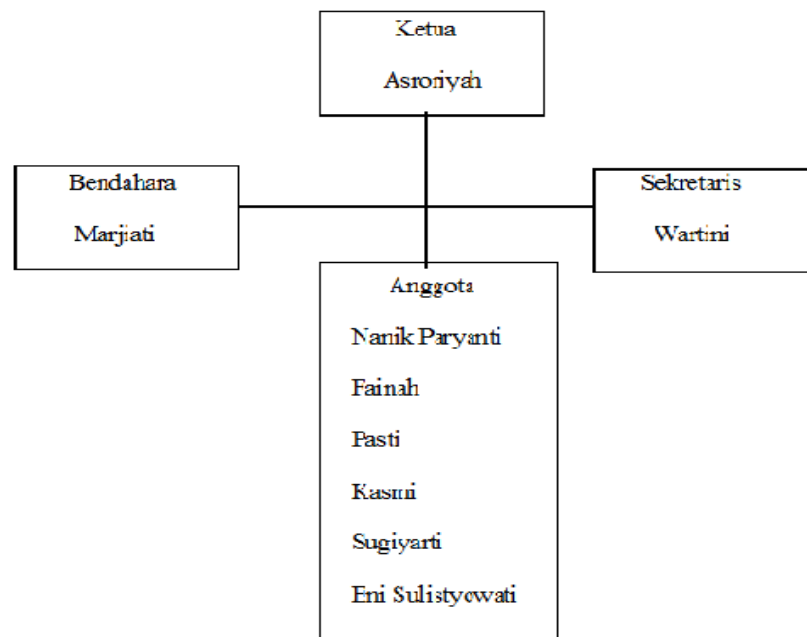 Ketua
Asroriyah
Bendahara
Marjiati
Sekretaris
Wartini
Anggota
Nanik Paryanti
Fainah
Pasti
Kasmi
Sugiyarti
Eni Sulistyowati